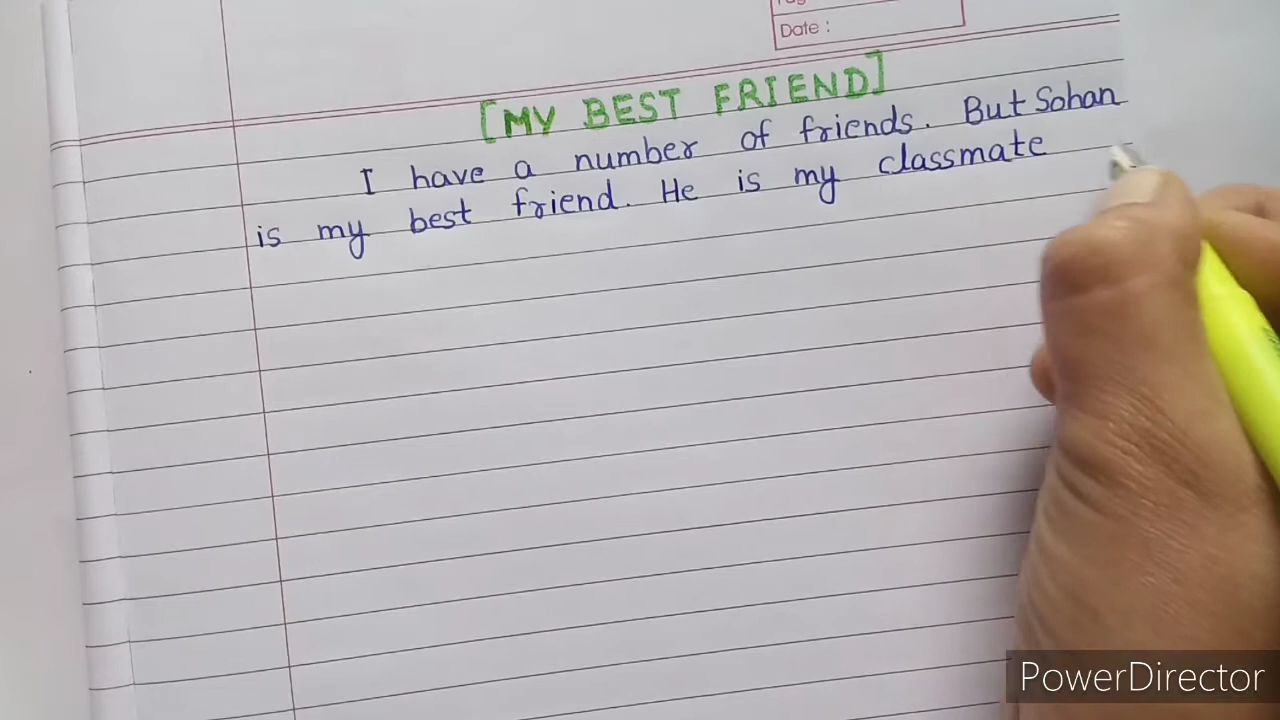 Date :
[MY BEST FRIEND]
I have a number of friends. But Sohan
is my best friend. He is my classmate
PowerDirector